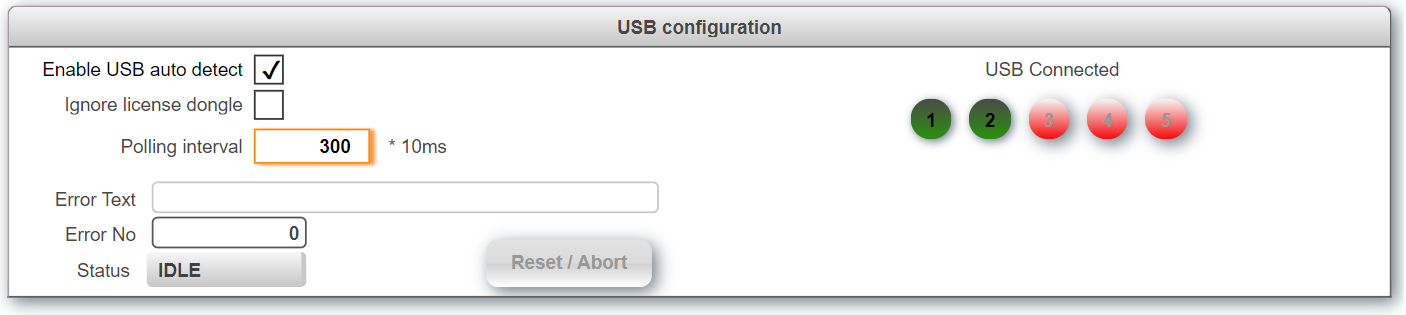 USB configuration
Enable USB auto detect ✓
USB Connected
Ignore license dongle
1 2 3 4 5
Polling interval 300 * 10ms
Error Text
Error No 0
Status IDLE
Reset / Abort